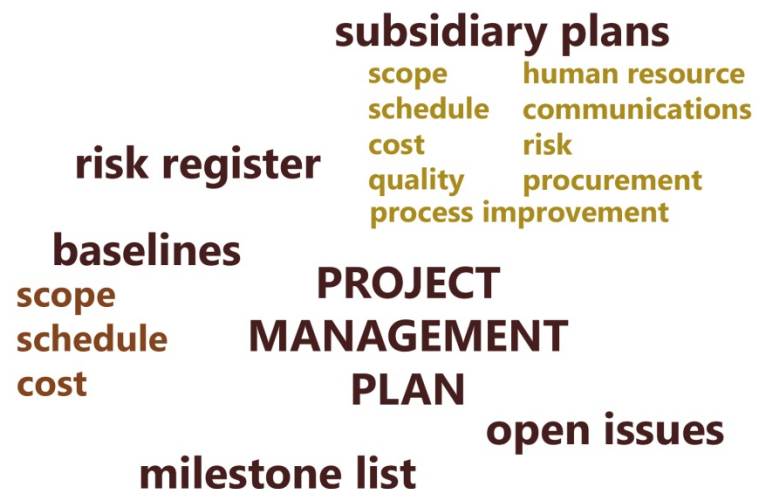 subsidiary plans
scope human resource
schedule communications
cost risk
quality procurement
process improvement
risk register
baselines
scope
schedule
cost
PROJECT
MANAGEMENT
PLAN
open issues
milestone list